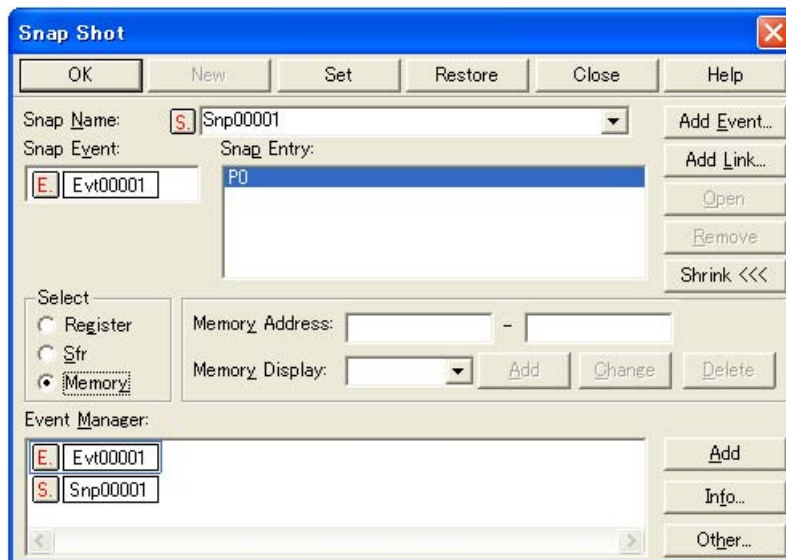 Snap Shot
OK New Set Restore Close Help
Snap Name: S. Snp00001 Add Event...
Snap Event: Snap Entry: Add Link...
E. Evt00001 P0 Open
Remove
Shrink <<<
Select
Register Memory Address: -
Sfr
Memory Memory Display: Add Change Delete
Event Manager:
E. Evt00001 Add
S. Snp00001 Info...
Other...